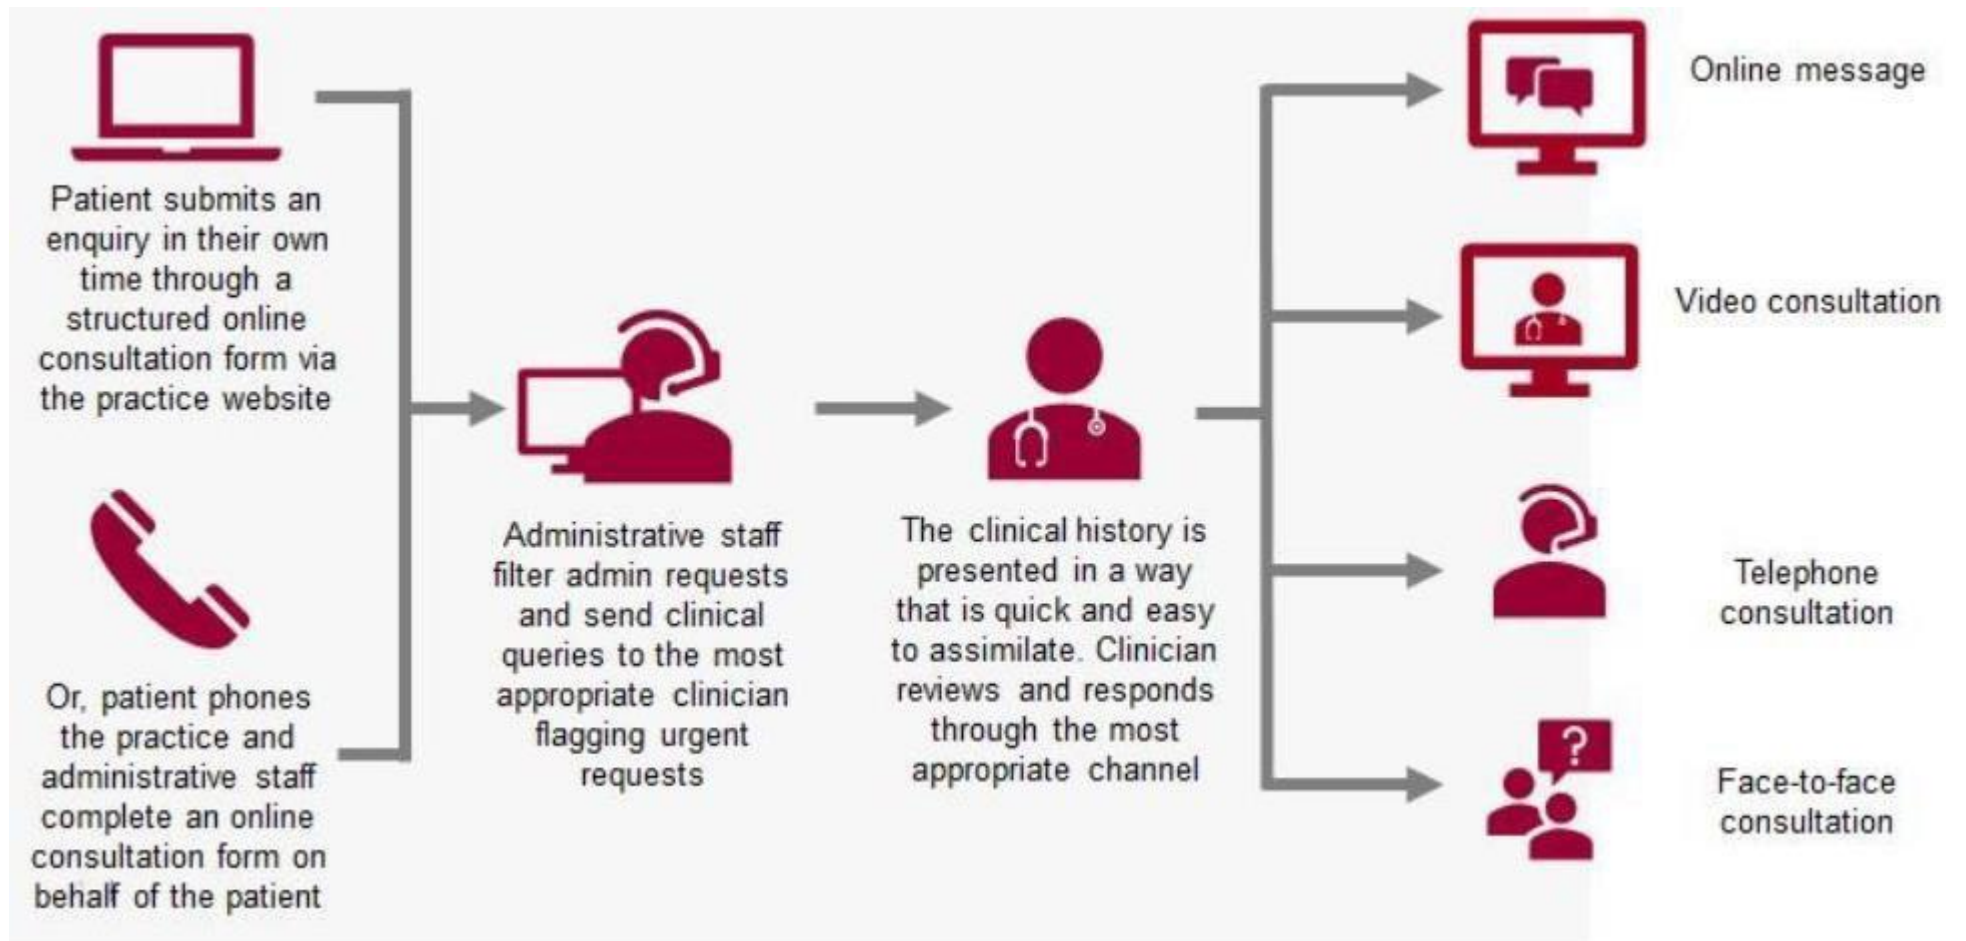 Patient submits an
enquiry in their own
time through a
structured online
consultation form via
the practice website
Or, patient phones
the practice and
administrative staff
complete an online
consultation form on
behalf of the patient
Administrative staff
filter admin requests
and send clinical
queries to the most
appropriate clinician
flagging urgent
requests
The clinical history is
presented in a way
that is quick and easy
to assimilate. Clinician
reviews and responds
through the most
appropriate channel
Online message
Video consultation
Telephone
consultation
?
Face-to-face
consultation